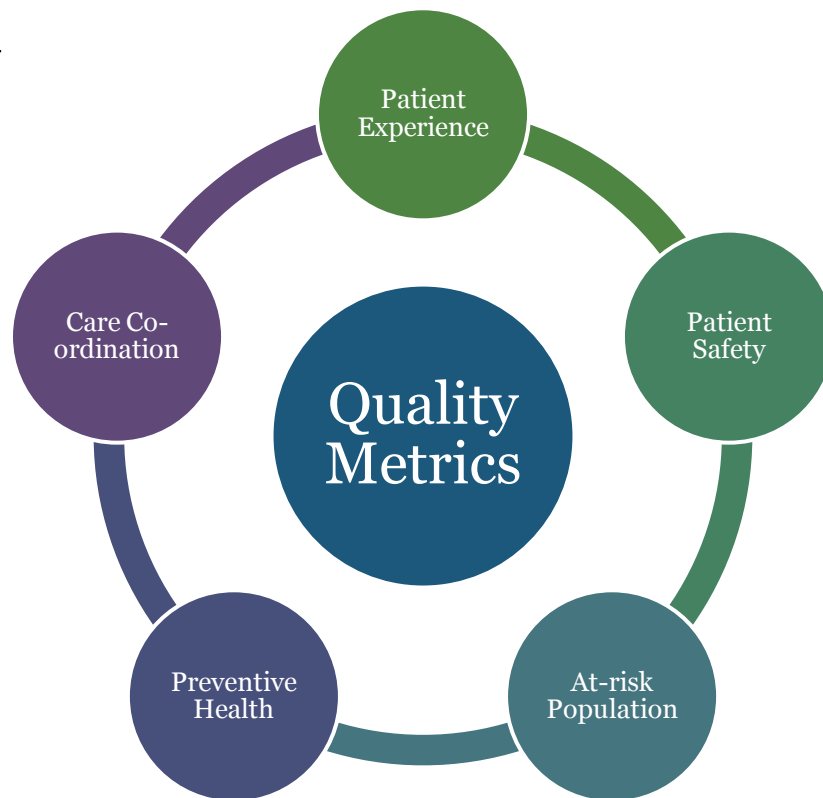 Patient
Experience
Care Co-
ordination
Patient
Safety
Quality
Metrics
Preventive
Health
At-risk
Population